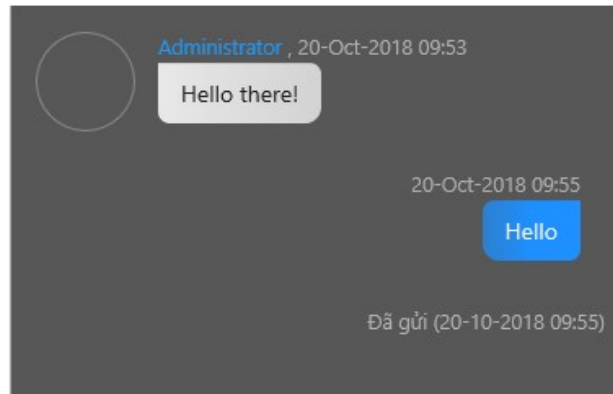 Administrator , 20-Oct-2018 09:53
Hello there!
20-Oct-2018 09:55
Hello
Đã gửi (20-10-2018 09:55)